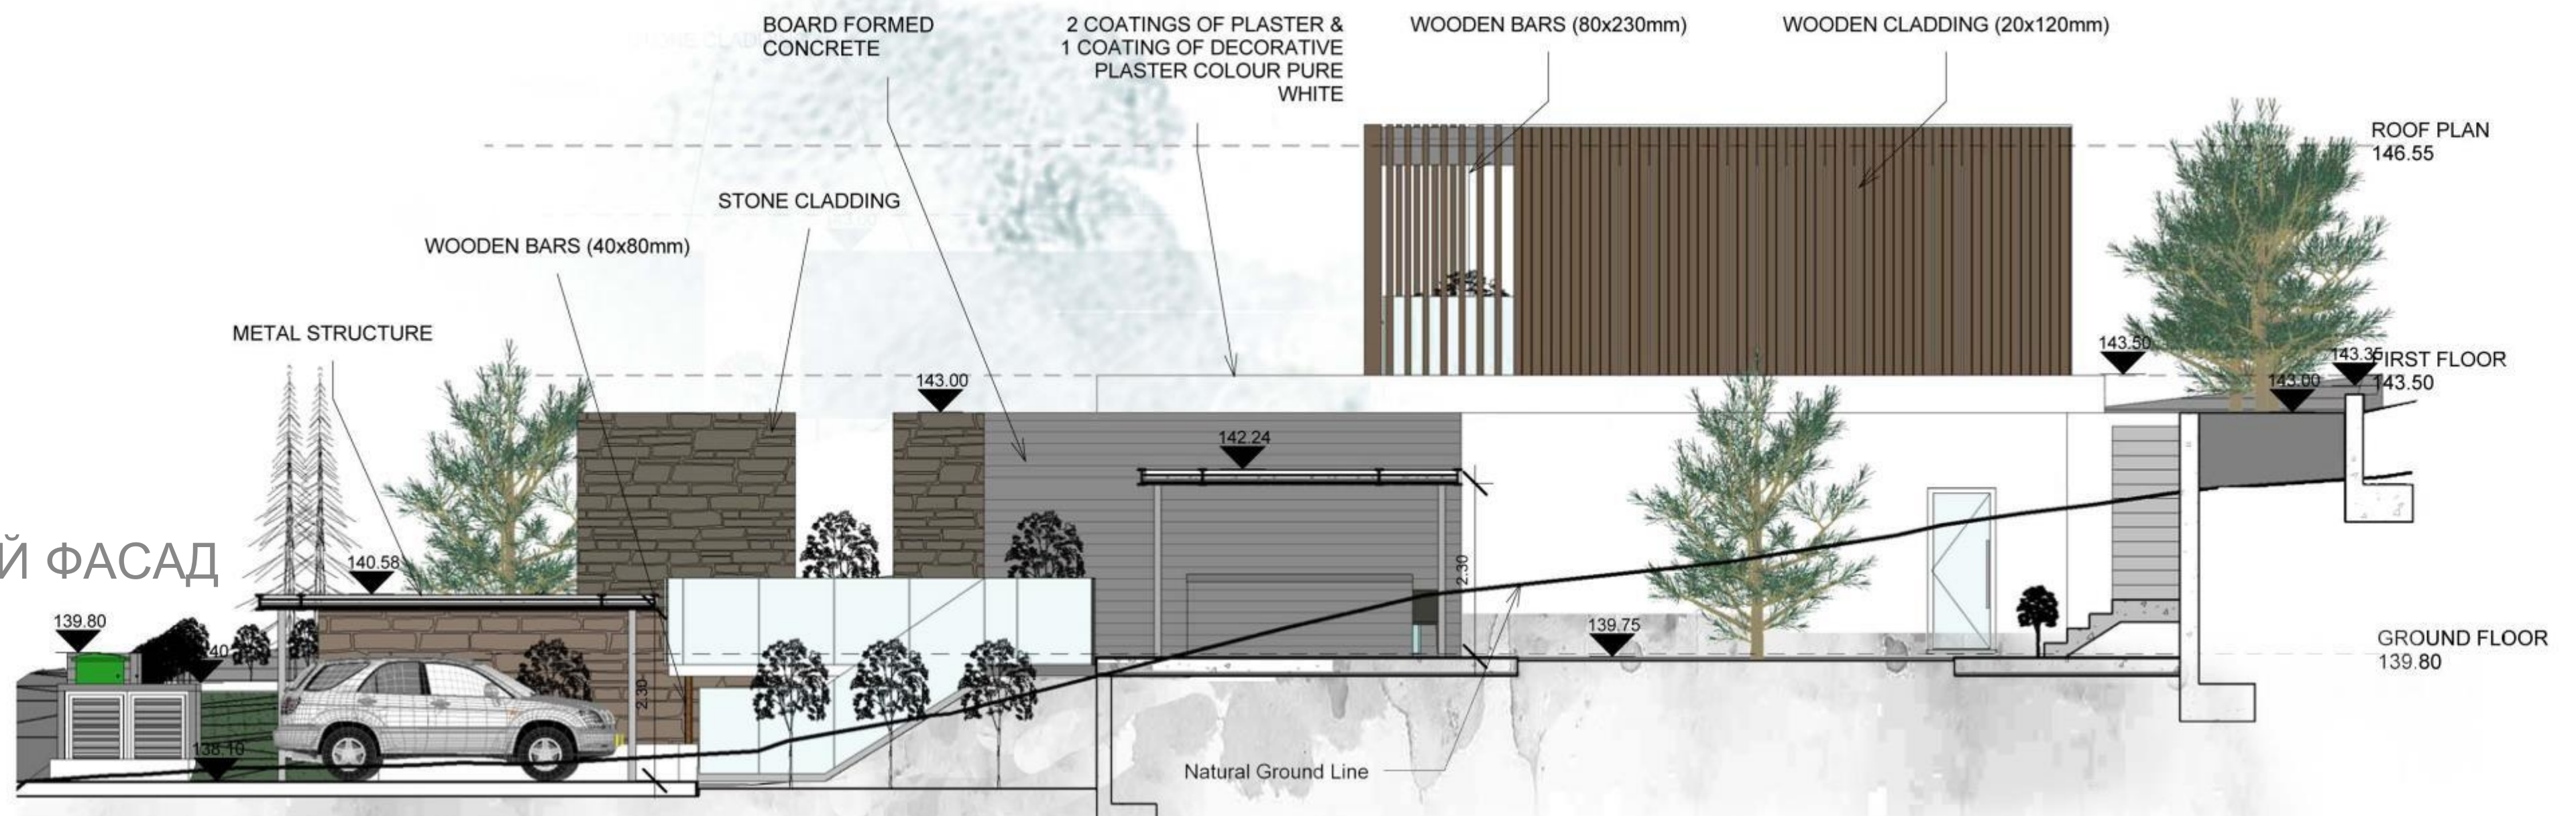 BOARD FORMED
CONCRETE
2 COATINGS OF PLASTER &
1 COATING OF DECORATIVE
PLASTER COLOUR PURE
WHITE
WOODEN BARS (80x230mm)
WOODEN CLADDING (20x120mm)
ROOF PLAN
146.55
STONE CLADDING
WOODEN BARS (40x80mm)
METAL STRUCTURE
143.50
143.35
FIRST FLOOR
143.50
143.00
143.00
142.24
Й ФАСАД
140.58
2.30
139.80
139.75
GROUND FLOOR
139.80
2.30
138.10
Natural Ground Line